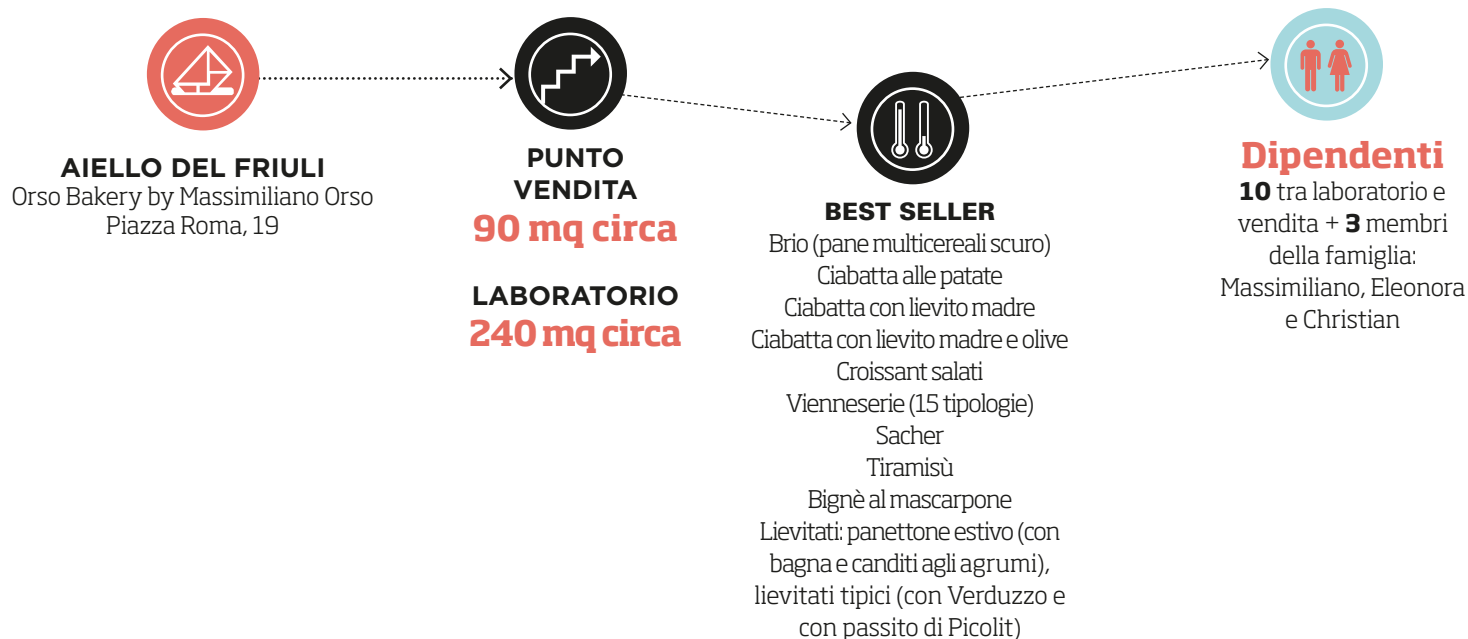 AIELLO DEL FRIULI
Orso Bakery by Massimiliano Orso
Piazza Roma, 19
PUNTO
VENDITA
90 mq circa
LABORATORIO
240 mq circa
BEST SELLER
Brio (pane multicereali scuro)
Ciabatta alle patate
Ciabatta con lievito madre
Ciabatta con lievito madre e olive
Croissant salati
Vienneserie (15 tipologie)
Sacher
Tiramisù
Bignè al mascarpone
Lievitati: panettone estivo (con
bagna e canditi agli agrumi),
lievitati tipici (con Verduzzo e
con passito di Picolit)
Dipendenti
10 tra laboratorio e
vendita + 3 membri
della famiglia:
Massimiliano, Eleonora
e Christian